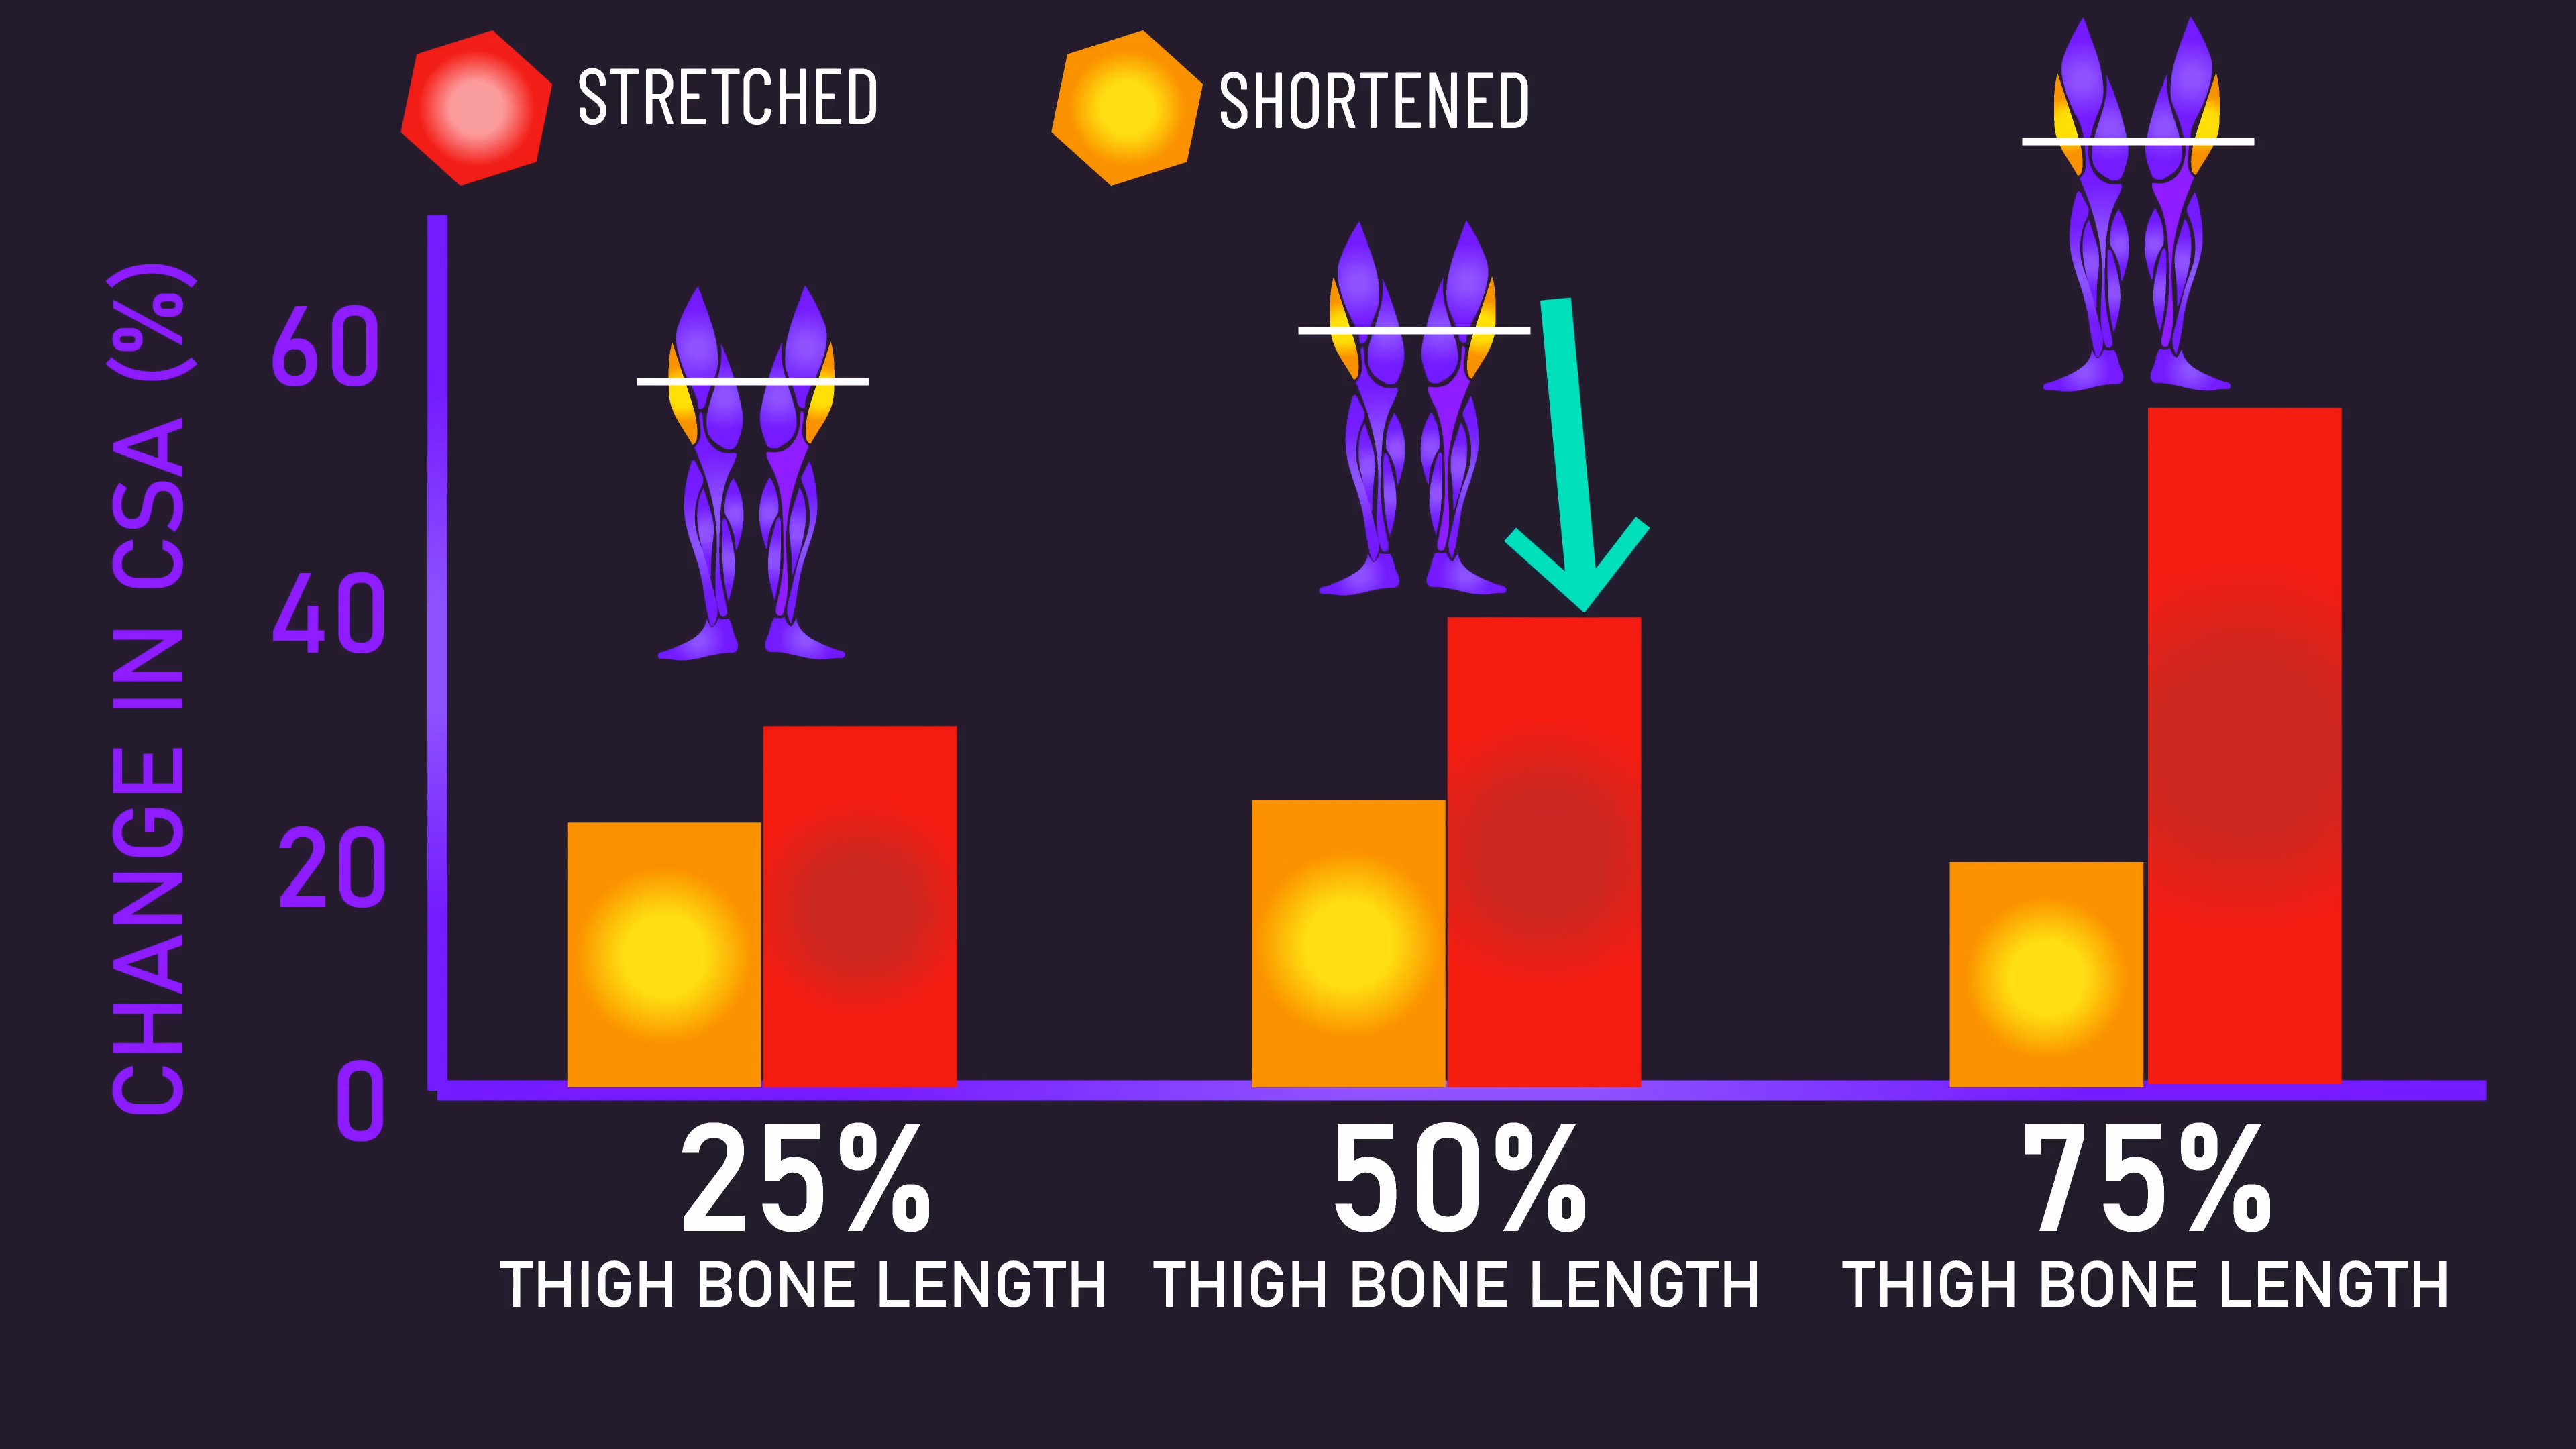 STRETCHED
SHORTENED
CHANGE IN CSA (%)
60
40
20
0
25%
THIGH BONE LENGTH
50%
THIGH BONE LENGTH
75%
THIGH BONE LENGTH